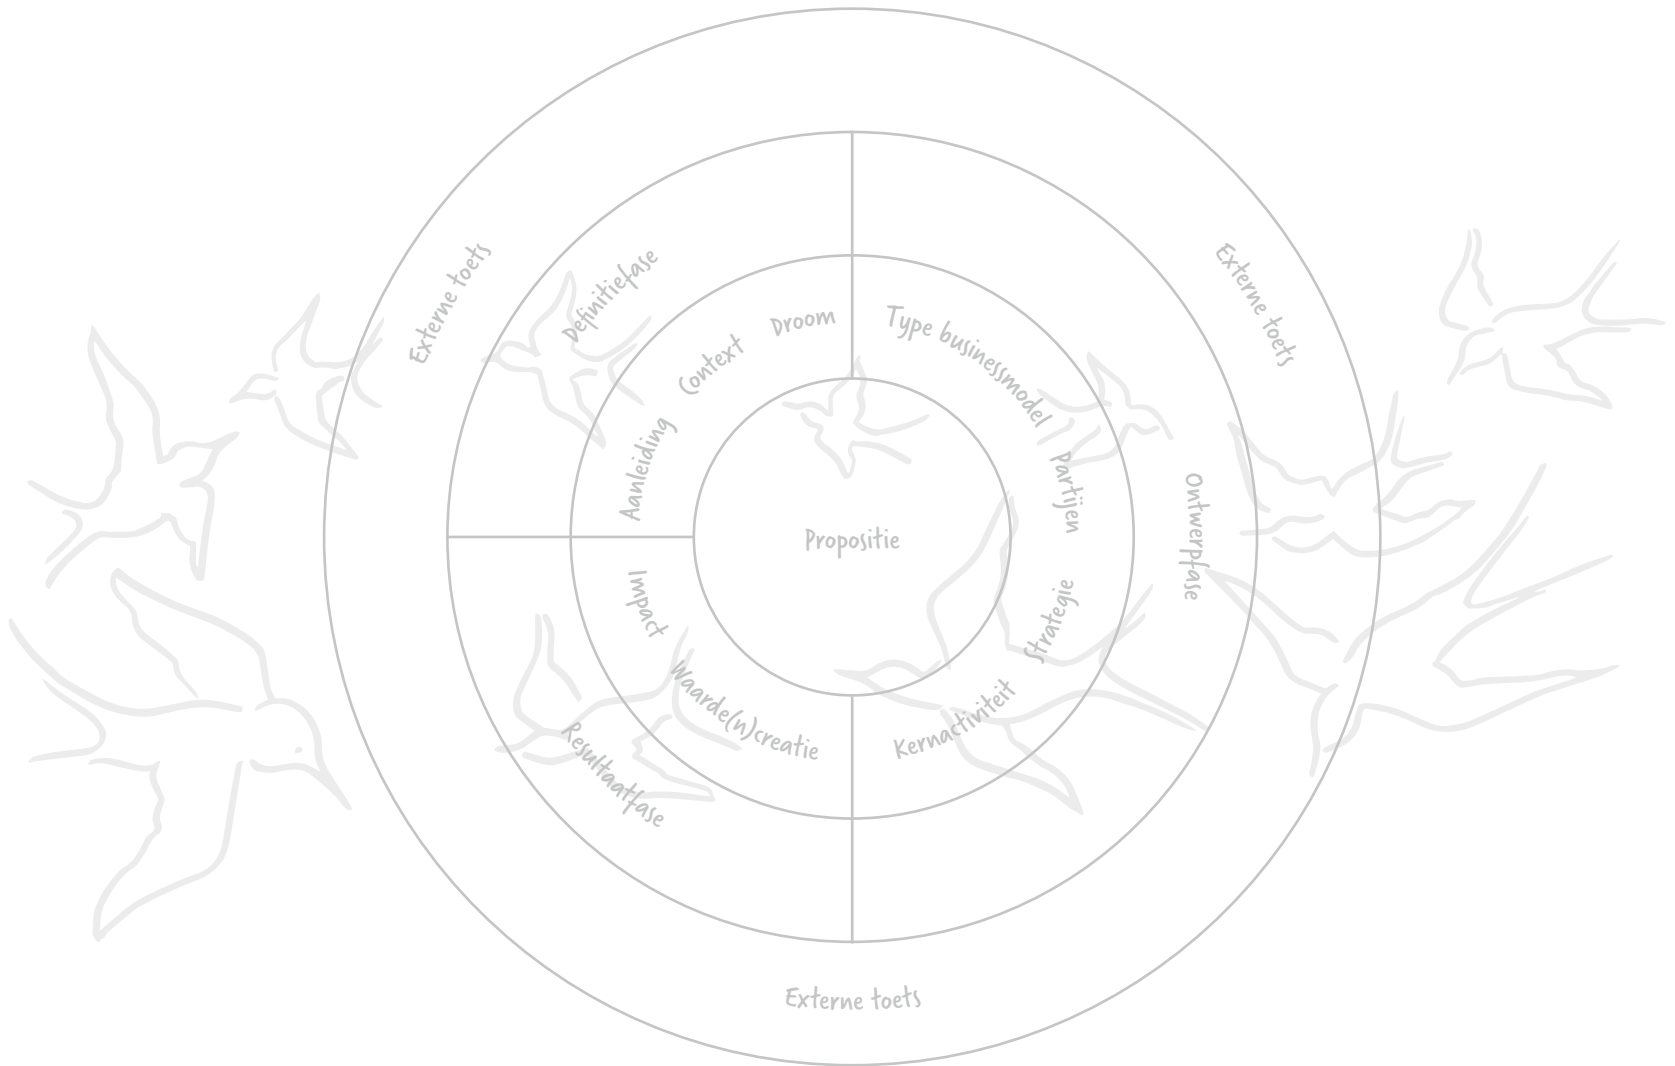 Externe toets
Externe toets
Definitiefase
Droom
Context
Aanleiding
Type businessmodel
Partijen
Ontwerpfase
Propositie
Impact
Strategie
Waarde(n)creatie
Kernactiviteit
Resultaatfase
Externe toets